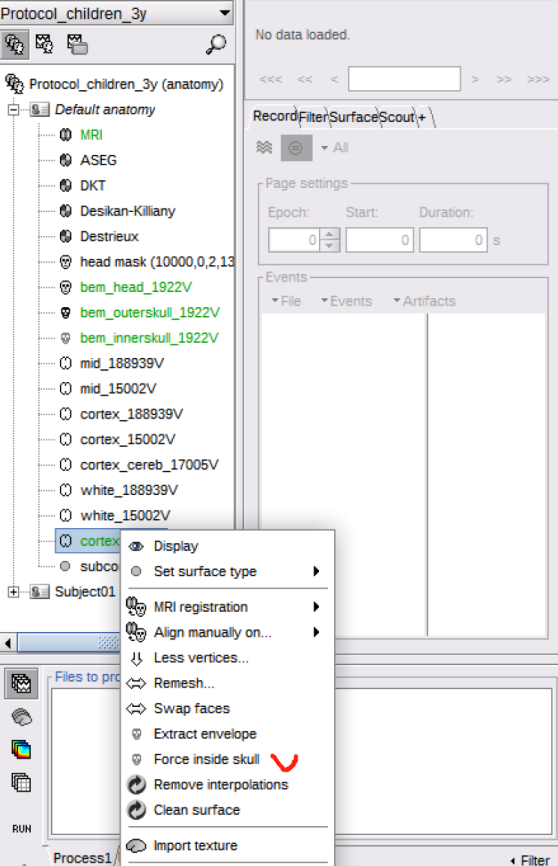 Protocol_children_3y
No data loaded.
<<< << < > >> >>>
Protocol_children_3y (anatomy)
Default anatomy
MRI
ASEG
DKT
Desikan-Killiany
Destrieux
head mask (10000,0,2,13
bem_head_1922V
bem_outerskull_1922V
bem_innerskull_1922V
mid_188939V
mid_15002V
cortex_188939V
cortex_15002V
cortex_cereb_17005V
white_188939V
white_15002V
cortex
subco
Subject01
Record Filter Surface Scout +
All
Page settings
Epoch: Start: Duration:
0 0 0 s
Events
File Events Artifacts
Display
Set surface type
MRI registration
Align manually on...
Less vertices...
Remesh...
Swap faces
Extract envelope
Force inside skull
Remove interpolations
Clean surface
Import texture
Files to pro
RUN
Process1
Filter